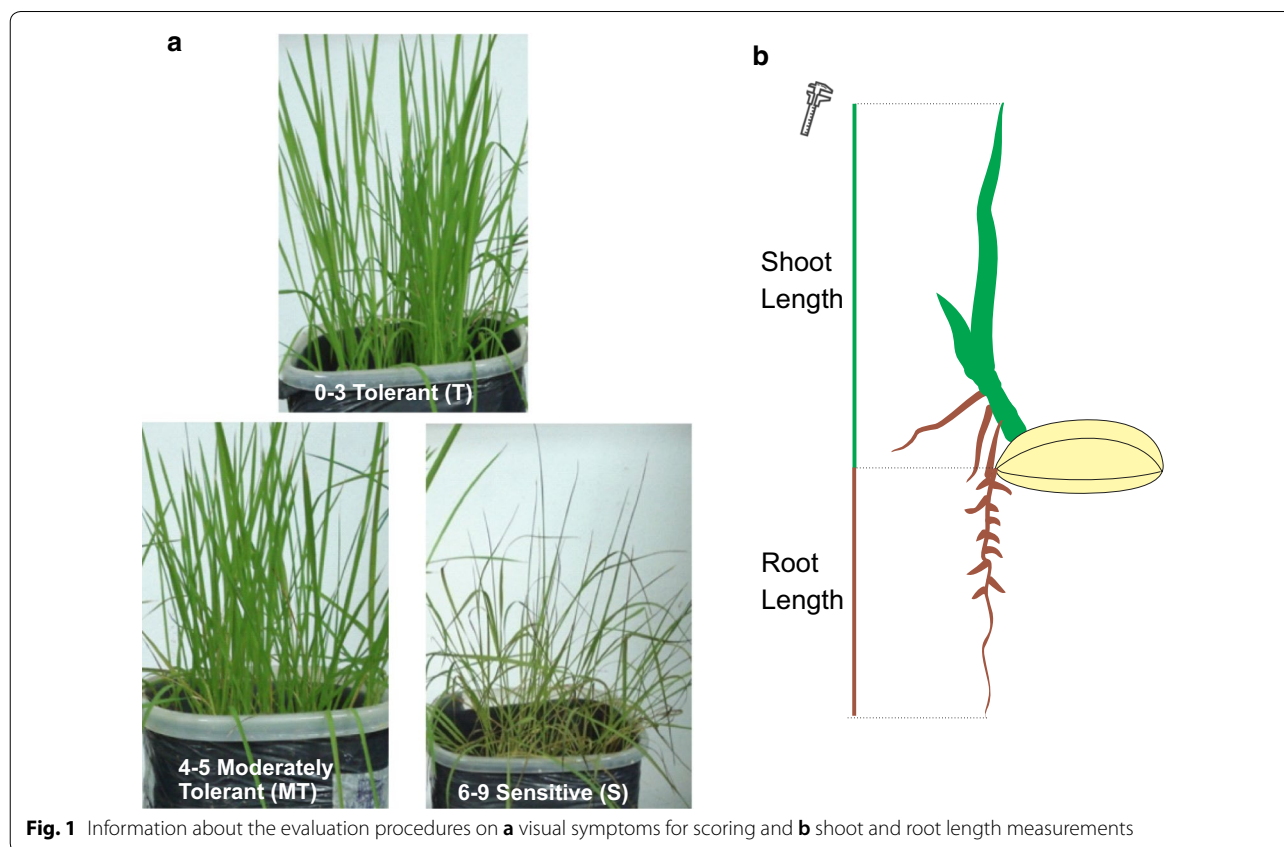 a
0-3 Tolerant (T)
4-5 Moderately
Tolerant (MT)
6-9 Sensitive (S)
b
Shoot
Length
Root
Length
Fig. 1 Information about the evaluation procedures on a visual symptoms for scoring and b shoot and root length measurements